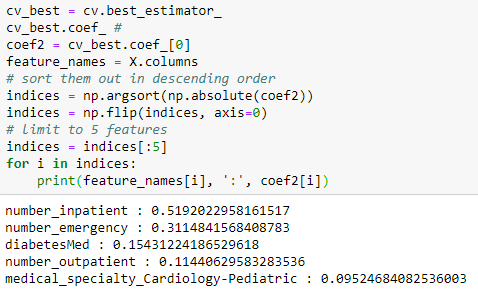 cv_best = cv.best_estimator_
cv_best.coef_ #
coef2 = cv_best.coef_[0]
feature_names = X.columns
# sort them out in descending order
indices = np.argsort(np.absolute(coef2))
indices = np.flip(indices, axis=0)
# limit to 5 features
indices = indices[:5]
for i in indices:
    print(feature_names[i], ':', coef2[i])
number_inpatient : 0.5192022958161517
number_emergency : 0.3114841568408783
diabetesMed : 0.15431224186529618
number_outpatient : 0.11440629583283536
medical_specialty_Cardiology-Pediatric : 0.09524684082536003